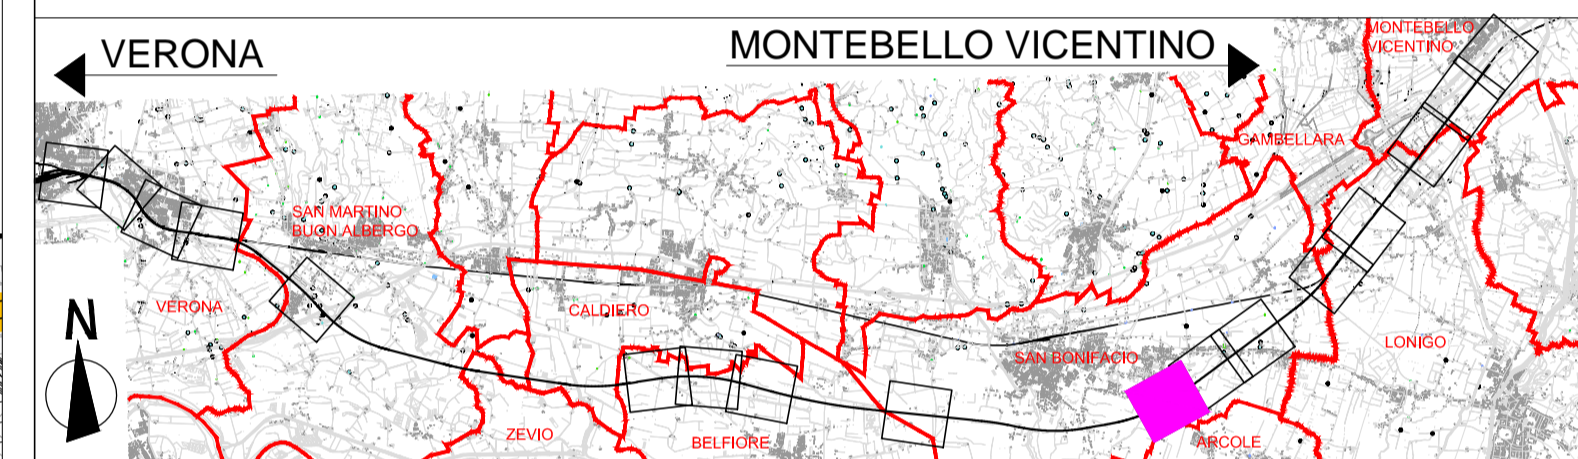 VERONA
MONTEBELLO VICENTINO
MONTEBELLO
VICENTINO
GAMBELLARA
SAN MARTINO
BUON ALBERGO
VERONA
CALDIERO
N
SAN BONIFACIO
LONIGO
ZEVIO
BELFIORE
ARCOLE